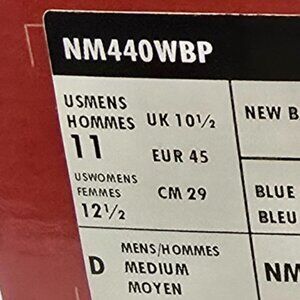 NM440WBP
USMENS
HOMMES
11
UK 10½
EUR 45
CM 29
USWOMENS
FEMMES
12½
NEW B
BLUE
BLEU
D
MENS/HOMMES
MEDIUM
MOYEN
NM